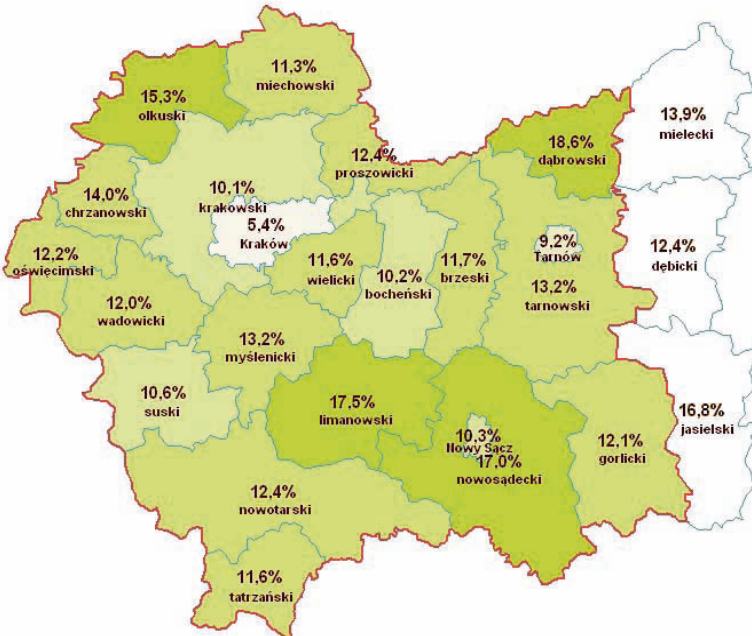 11,3%
miechowski
15,3%
olkuski
13,9%
mielecki
18,6%
dąbrowski
12,4%
proszowicki
14,0%
chrzanowski
10,1%
krakowski
5,4%
Kraków
9,2%
Tarnów
12,4%
dębicki
12,2%
oświęcimski
11,6%
wielicki
10,2%
bocheński
11,7%
brzeski
13,2%
tarnowski
12,0%
wadowicki
13,2%
myślenicki
10,6%
suski
17,5%
limanowski
16,8%
jasielski
10,3%
Nowy Sącz
17,0%
nowosądecki
12,1%
gorlicki
12,4%
nowotarski
11,6%
tatrzański